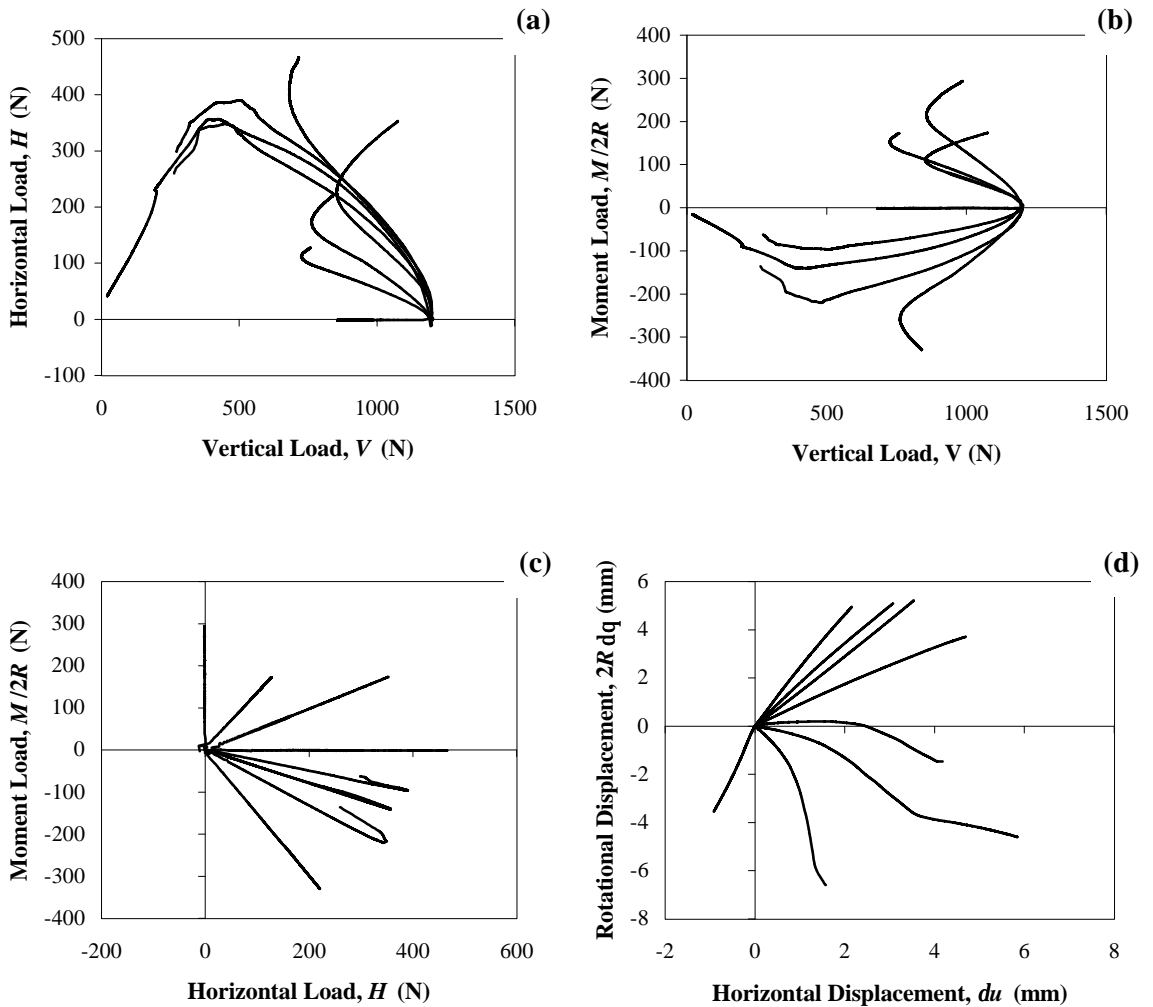 (a)
Horizontal Load, H (N)
500
400
300
200
100
0
-100
0 500 1000 1500
Vertical Load, V (N)
(b)
Moment Load, M/2R (N)
400
300
200
100
0
-100
-200
-300
-400
0 500 1000 1500
Vertical Load, V (N)
(c)
Moment Load, M/2R (N)
400
300
200
100
0
-100
-200
-300
-400
-200 0 200 400 600
Horizontal Load, H (N)
(d)
Rotational Displacement, 2R dq (mm)
6
4
2
0
-2
-4
-6
-8
-2 0 2 4 6 8
Horizontal Displacement, du (mm)